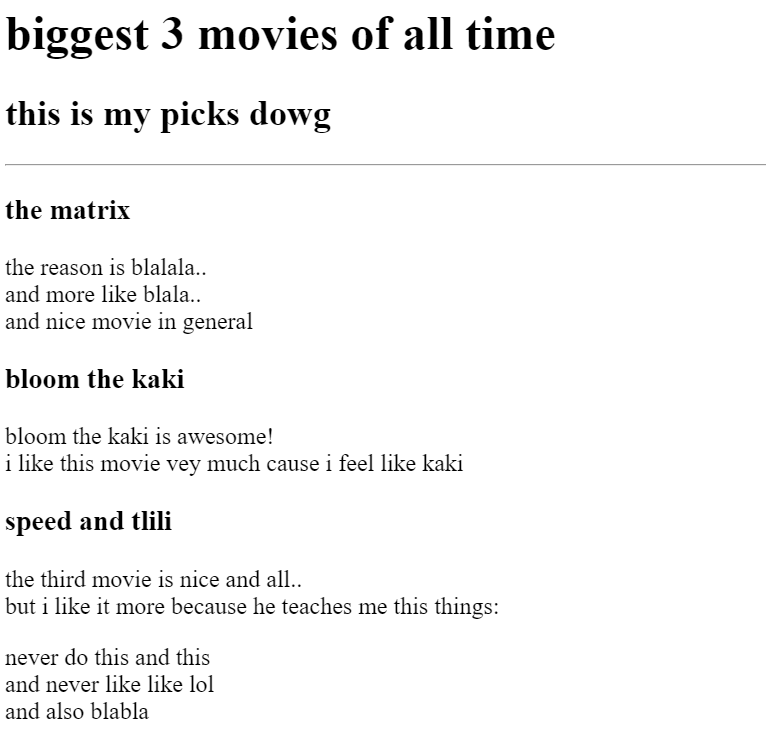 biggest 3 movies of all time
this is my picks dowg
the matrix
the reason is blalala..
and more like blala..
and nice movie in general
bloom the kaki
bloom the kaki is awesome!
i like this movie vey much cause i feel like kaki
speed and tlili
the third movie is nice and all..
but i like it more because he teaches me this things:
never do this and this
and never like like lol
and also blabla